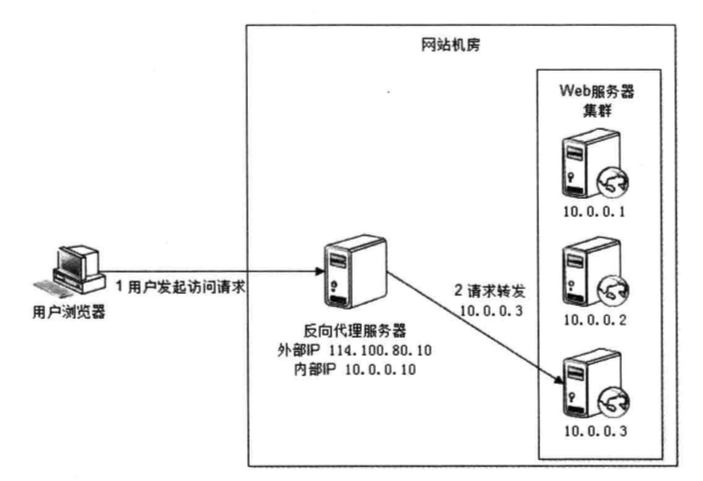 网站机房
Web服务器
集群
10.0.0.1
1 用户发起访问请求
用户浏览器
2 请求转发
10.0.0.3
10.0.0.2
反向代理服务器
外部IP 114.100.80.10
内部IP 10.0.0.10
10.0.0.3